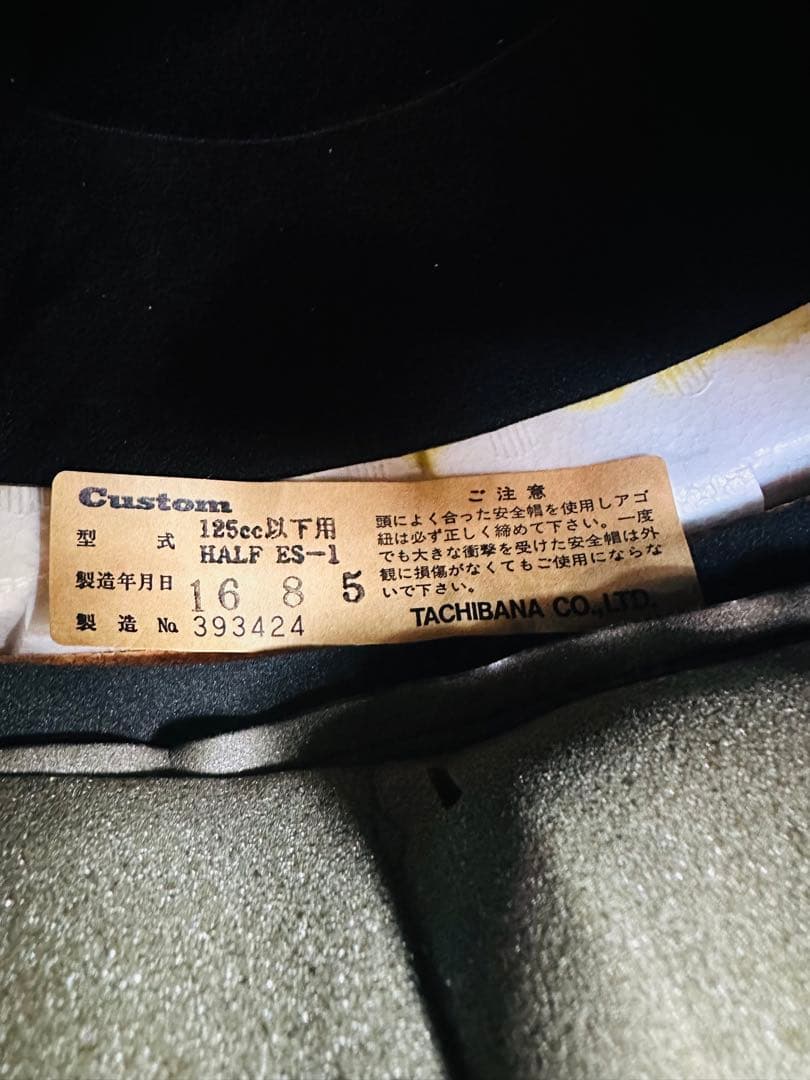 Custom
型式 125cc以下用
HALF ES-1
製造年月日 16 8 5
製造 No. 393424
ご注意
頭によく合った安全帽を使用しアゴ
紐は必ず正しく締めて下さい。一度
でも大きな衝撃を受けた安全帽は外
観に損傷がなくてもご使用にならな
いで下さい。
TACHIBANA CO.,LTD.